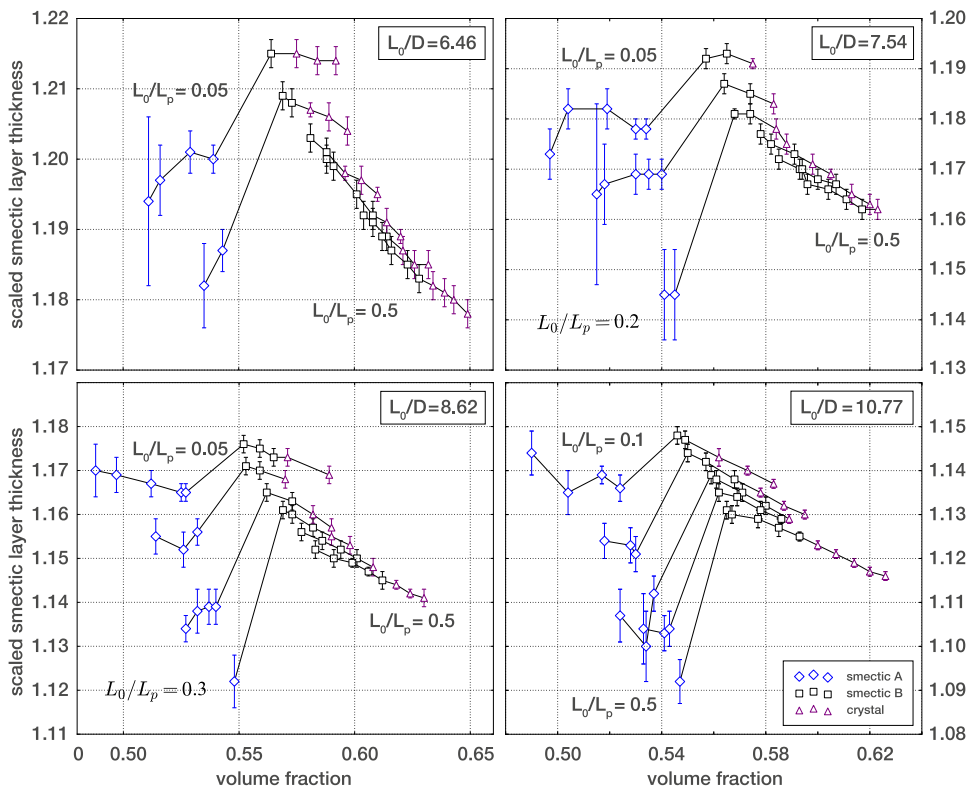 1.22
1.21
1.20
1.19
1.18
1.17
scaled smectic layer thickness
L₀/D=6.46
L₀/Lₚ= 0.05
L₀/Lₚ= 0.5
1.20
1.19
1.18
1.17
1.16
1.15
1.14
1.13
L₀/D=7.54
L₀/Lₚ= 0.05
L₀/Lₚ= 0.5
L₀/Lₚ = 0.2
1.18
1.17
1.16
1.15
1.14
1.13
1.12
1.11
scaled smectic layer thickness
L₀/D=8.62
L₀/Lₚ= 0.05
L₀/Lₚ= 0.5
L₀/Lₚ = 0.3
0 0.50 0.55 0.60 0.65
volume fraction
L₀/D= 10.77
L₀/Lₚ= 0.1
L₀/Lₚ= 0.5
smectic A
smectic B
crystal
1.16
1.15
1.14
1.13
1.12
1.11
1.10
1.09
1.08
0.50 0.54 0.58 0.62
volume fraction